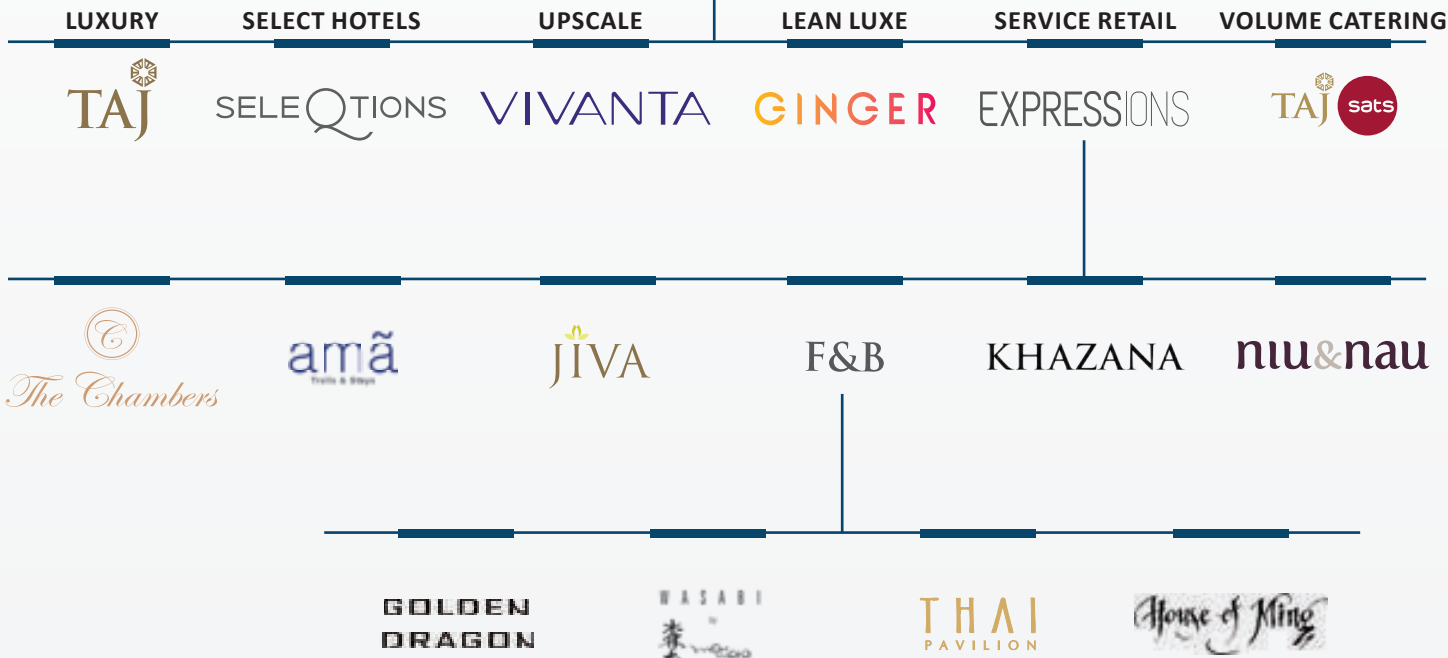 LUXURY
SELECT HOTELS
UPSCALE
LEAN LUXE
SERVICE RETAIL
VOLUME CATERING
TAJ
SELEQTIONS
VIVANTA
GINGER
EXPRESSIONS
TAJ sats
C
The Chambers
amã
Trails & Stays
JIVA
F&B
KHAZANA
niu&nau
GOLDEN
DRAGON
WASABI
by
THAI
PAVILION
House of Ming